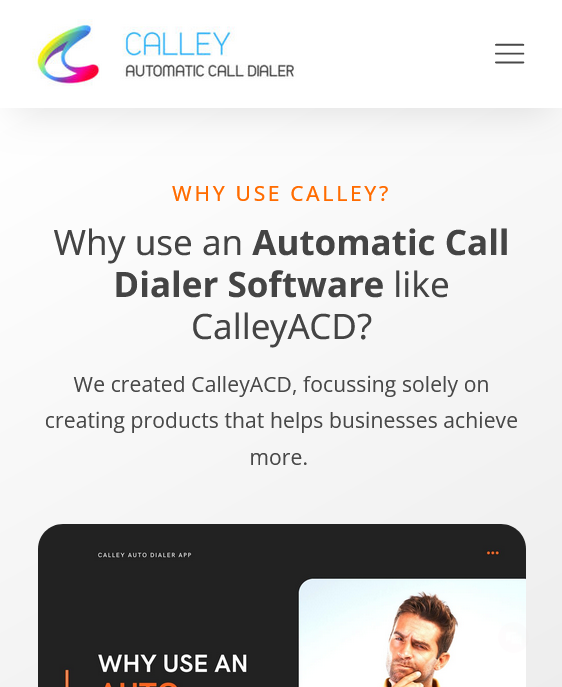 CALLEY
AUTOMATIC CALL DIALER
WHY USE CALLEY?
Why use an Automatic Call
Dialer Software like
CalleyACD?
We created CalleyACD, focussing solely on
creating products that helps businesses achieve
more.
CALLEY AUTO DIALER APP
WHY USE AN
AUTO